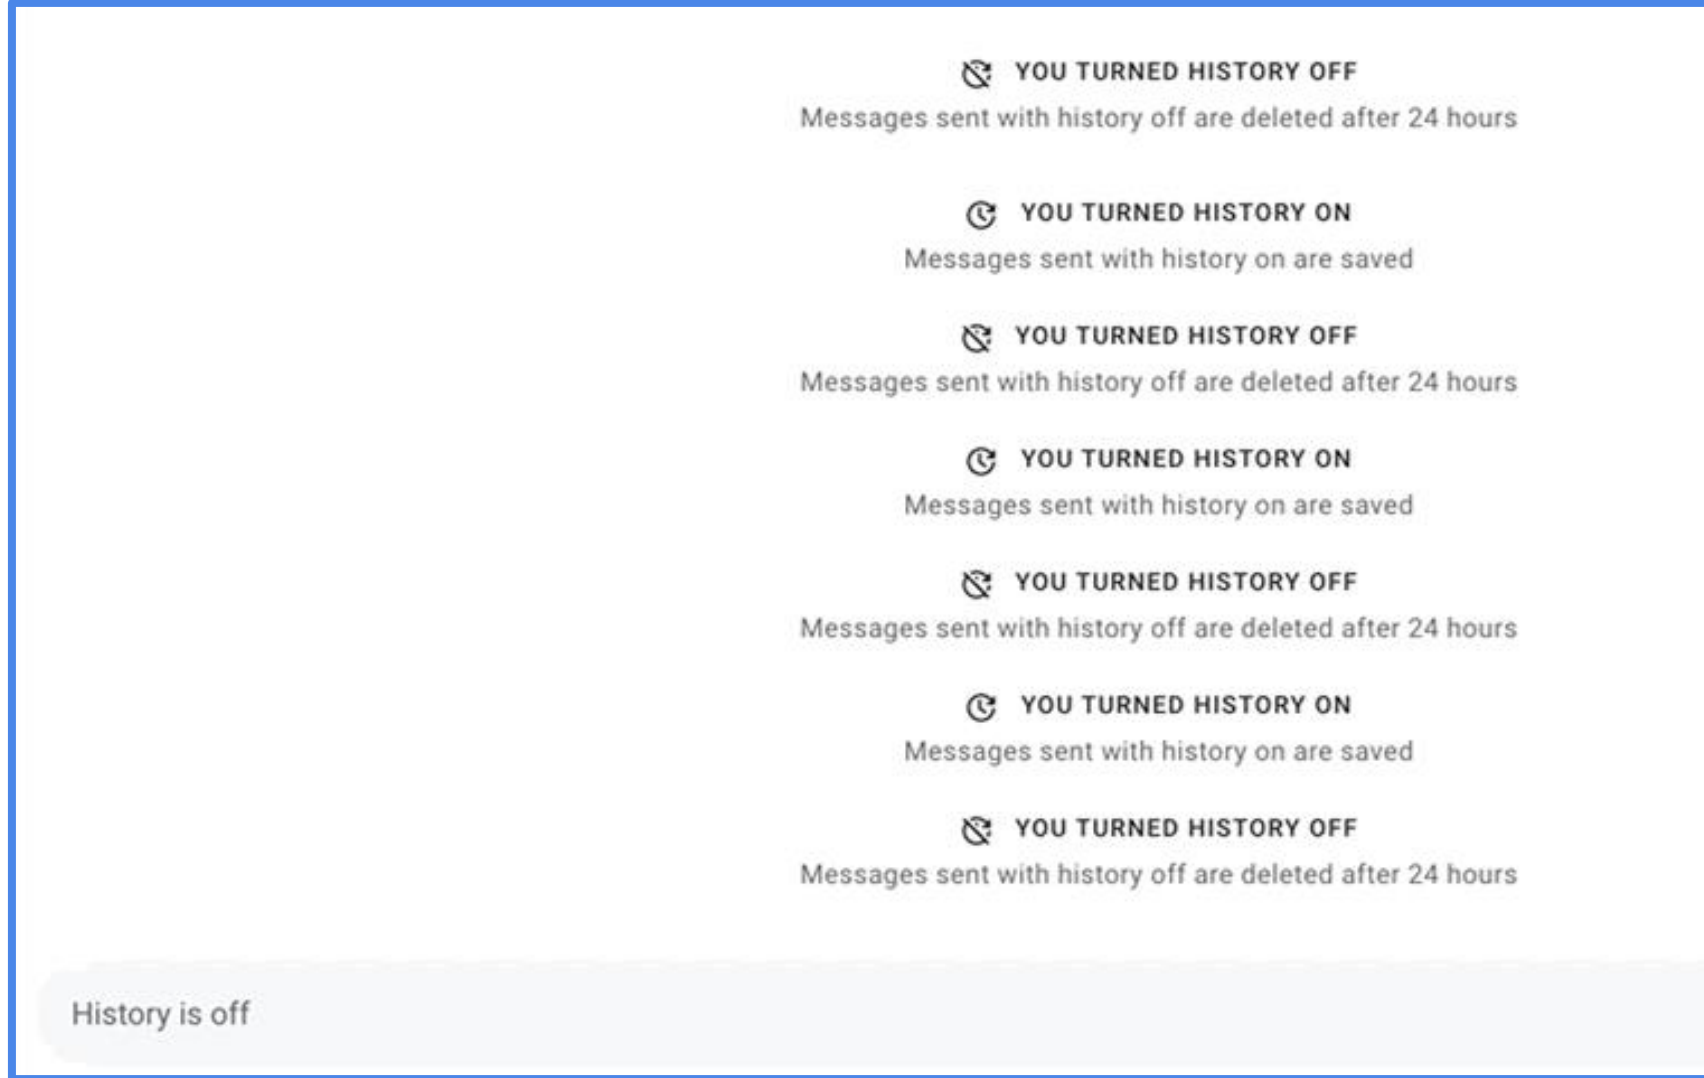 YOU TURNED HISTORY OFF
Messages sent with history off are deleted after 24 hours
YOU TURNED HISTORY ON
Messages sent with history on are saved
YOU TURNED HISTORY OFF
Messages sent with history off are deleted after 24 hours
YOU TURNED HISTORY ON
Messages sent with history on are saved
YOU TURNED HISTORY OFF
Messages sent with history off are deleted after 24 hours
YOU TURNED HISTORY ON
Messages sent with history on are saved
YOU TURNED HISTORY OFF
Messages sent with history off are deleted after 24 hours
History is off